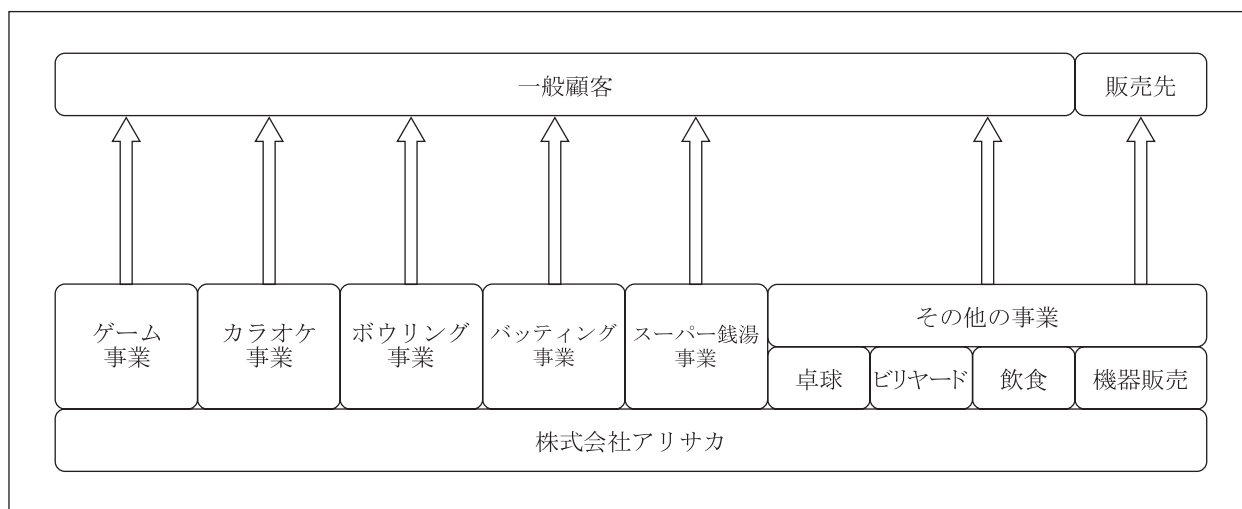 一般顧客
販売先
ゲーム
事業
カラオケ
事業
ボウリング
事業
バッティング
事業
スーパー銭湯
事業
その他の事業
卓球
ビリヤード
飲食
機器販売
株式会社アリサカ